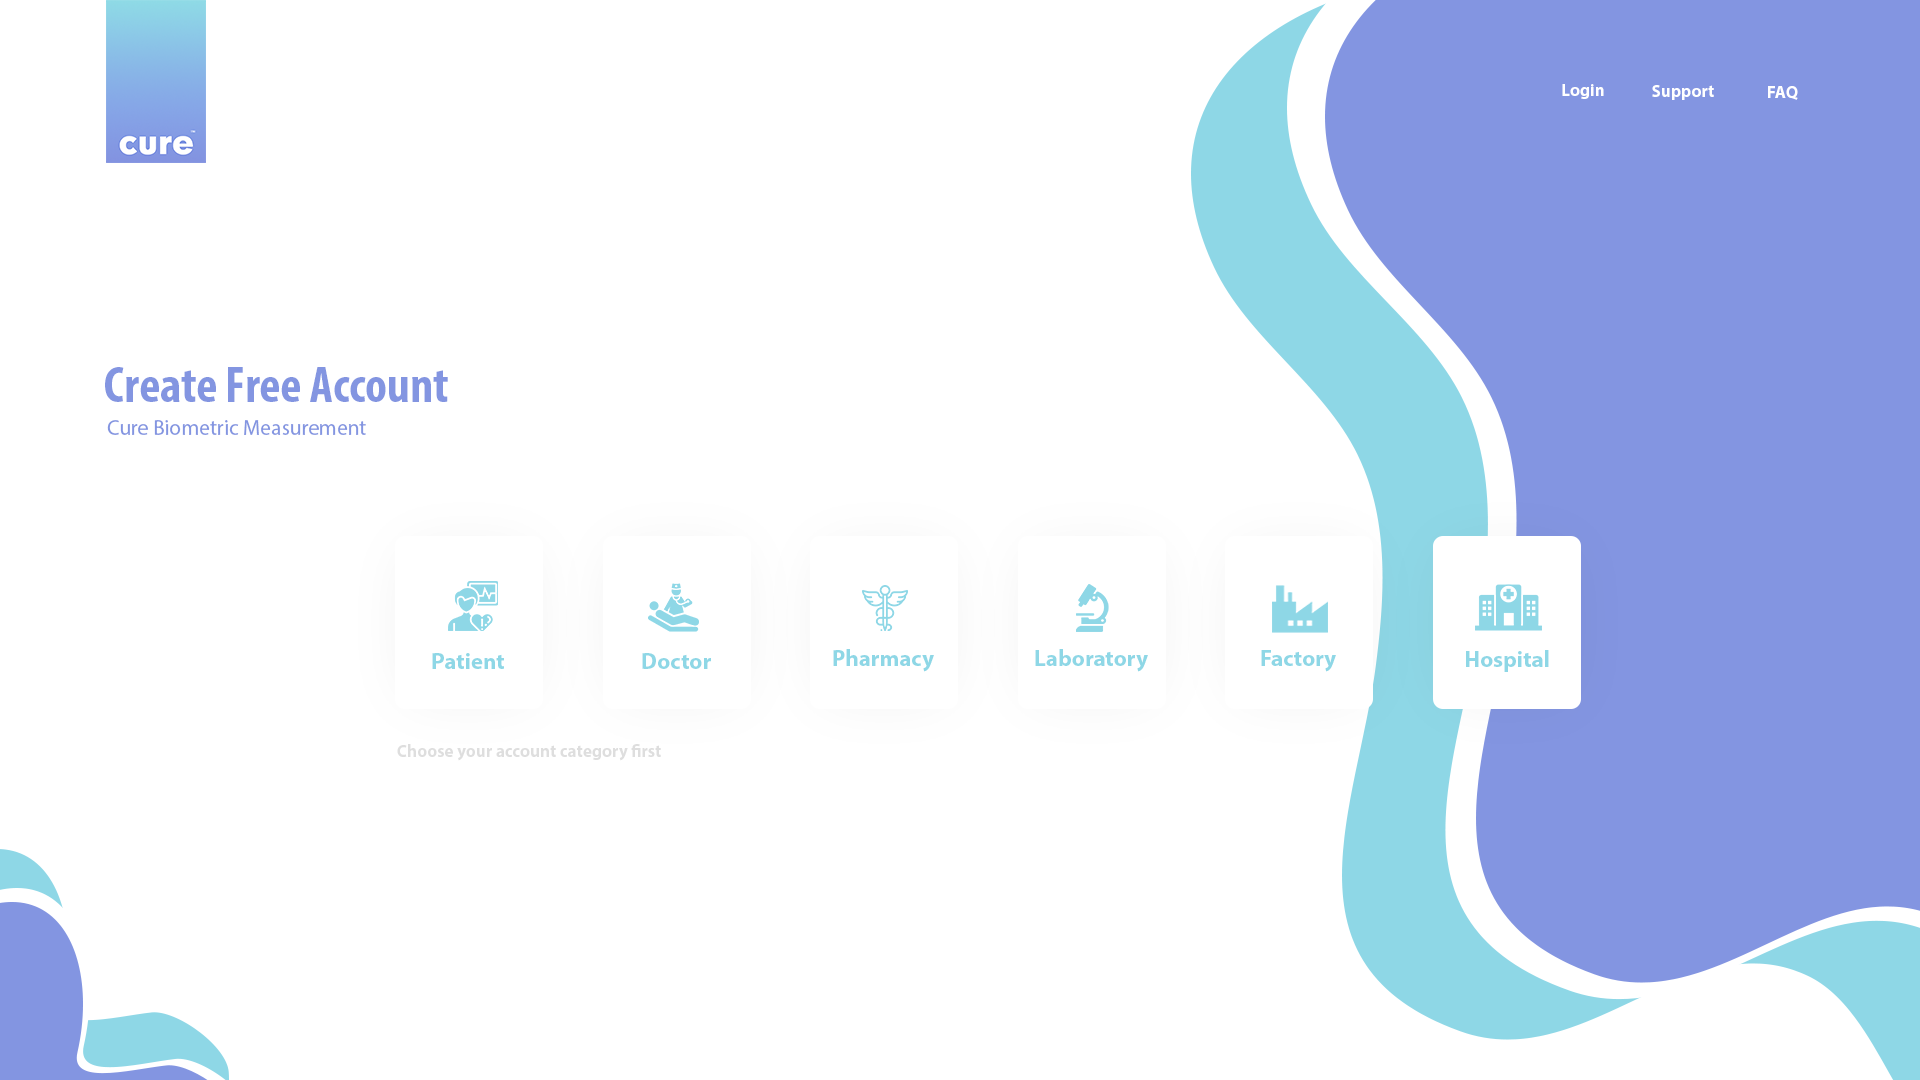 cure™
Login
Support
FAQ
Create Free Account
Cure Biometric Measurement
Patient
Doctor
Pharmacy
Laboratory
Factory
Hospital
Choose your account category first